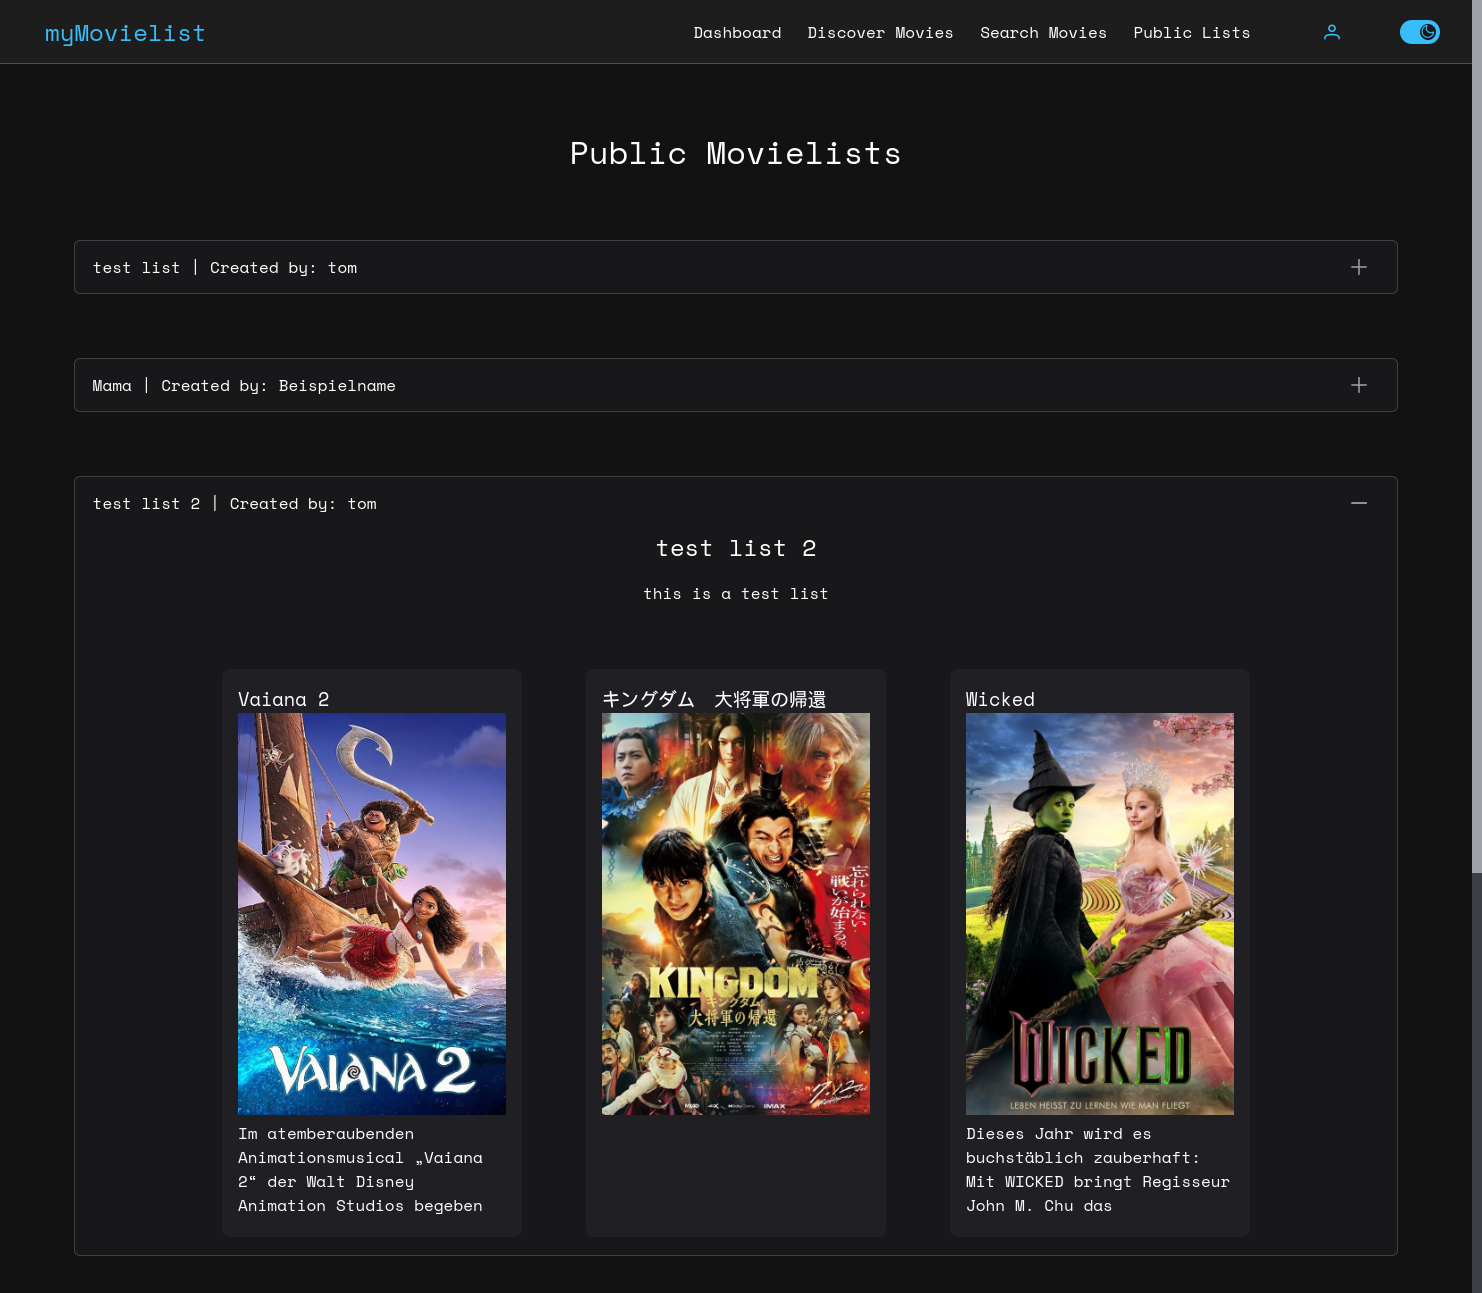 myMovielist
Dashboard
Discover Movies
Search Movies
Public Lists
Public Movielists
test list | Created by: tom
Mama | Created by: Beispielname
test list 2 | Created by: tom
test list 2
this is a test list
Vaiana 2
VAIANA 2
Im atemberaubenden
Animationsmusical „Vaiana
2“ der Walt Disney
Animation Studios begeben
キングダム　大将軍の帰還
忘れられない
戦いが始まる。
KINGDOM
キングダム
大将軍の帰還
IMAX
Wicked
WICKED
LEBEN HEISST ZU LERNEN WIE MAN FLIEGT
Dieses Jahr wird es
buchstäblich zauberhaft:
Mit WICKED bringt Regisseur
John M. Chu das